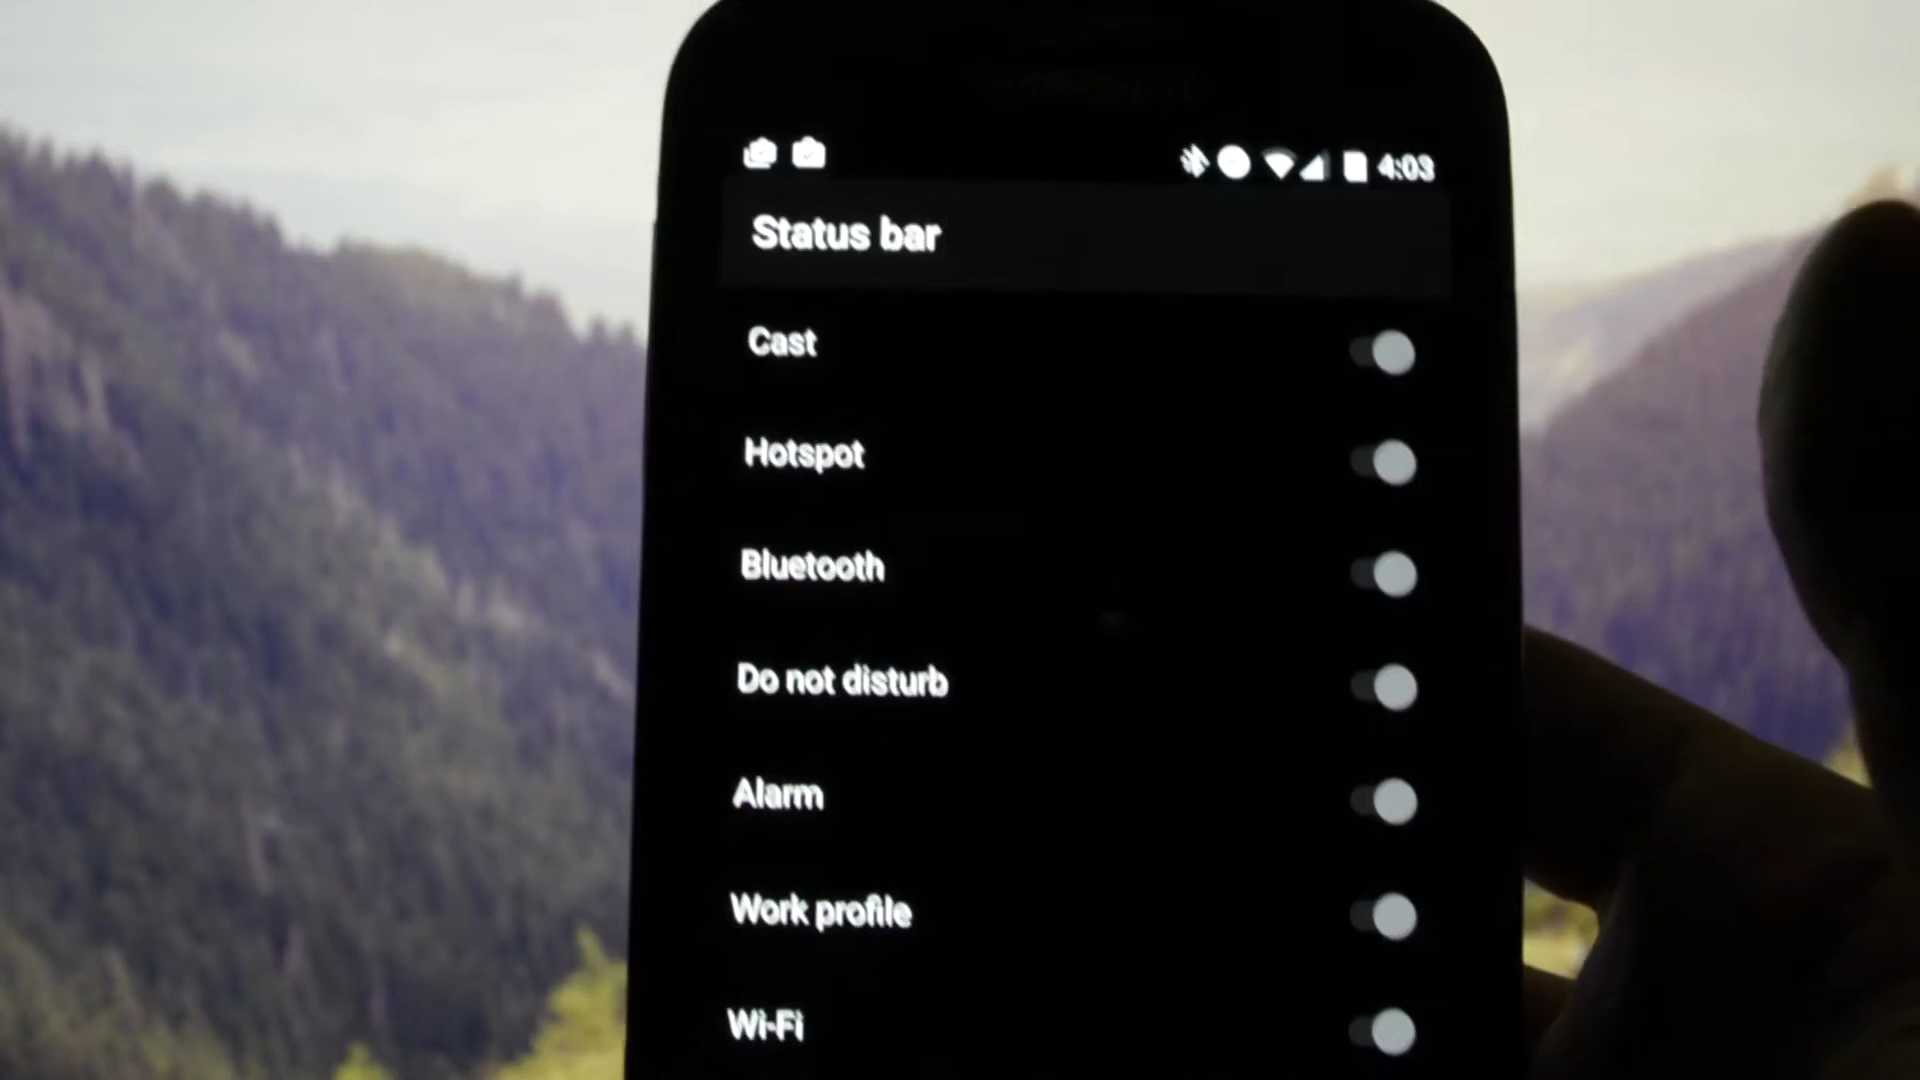 4:03
Status bar
Cast
Hotspot
Bluetooth
Do not disturb
Alarm
Work profile
Wi-Fi